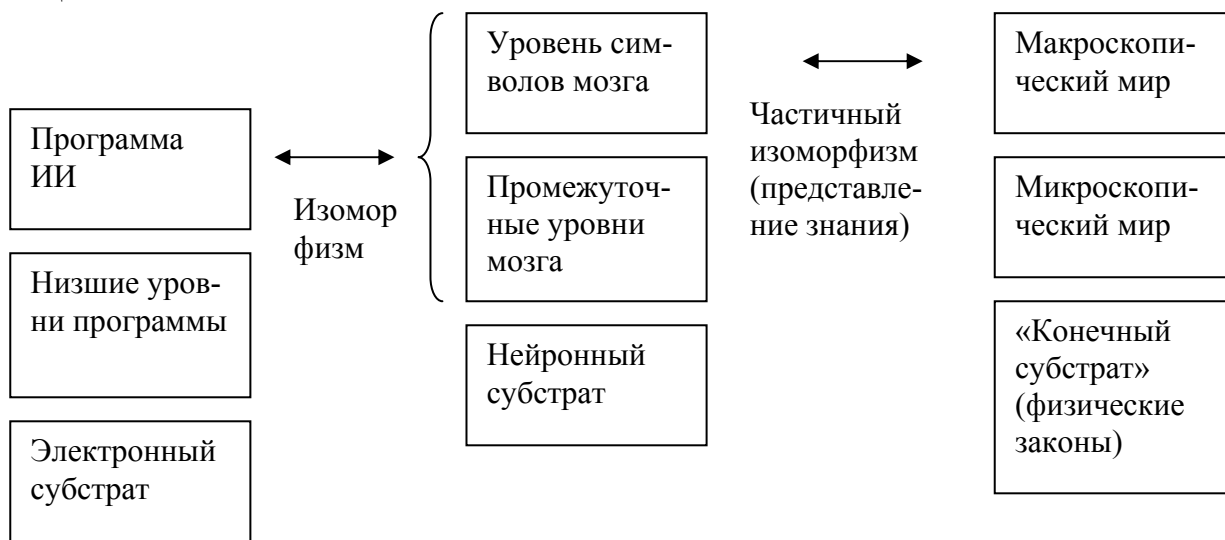 Программа
ИИ
Низшие уров-
ни программы
Электронный
субстрат
Изомор
физм
Уровень сим-
волов мозга
Промежуточ-
ные уровни
мозга
Нейронный
субстрат
Частичный
изоморфизм
(представле-
ние знания)
Макроскопи-
ческий мир
Микроскопи-
ческий мир
«Конечный
субстрат»
(физические
законы)